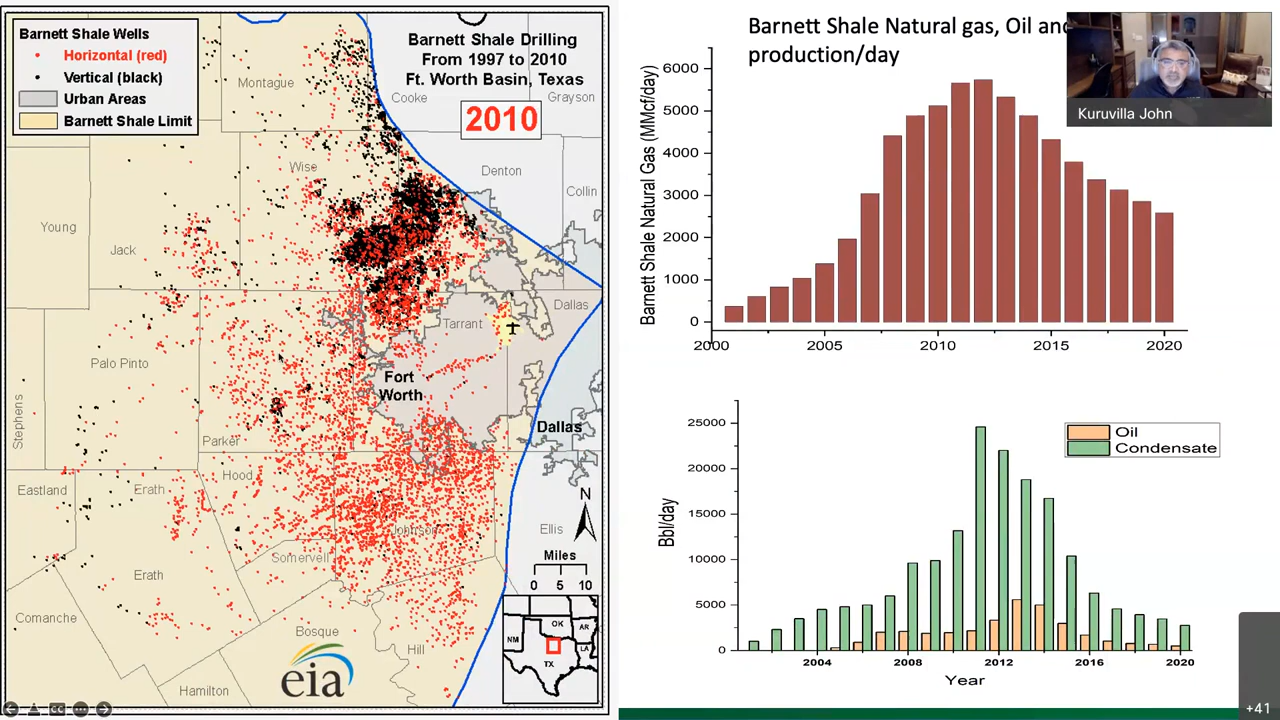 Barnett Shale Wells
Horizontal (red)
Vertical (black)
Urban Areas
Barnett Shale Limit
Barnett Shale Drilling
From 1997 to 2010
Ft. Worth Basin, Texas
2010
Montague
Cooke
Grayson
Wise
Denton
Collin
Young
Jack
Dallas
Tarrant
Palo Pinto
Fort
Worth
Stephens
Dallas
Parker
Hood
Eastland
Erath
N
Johnson
Ellis
Somervell
Miles
0 5 10
Erath
Comanche
Bosque
Hill
Hamilton
eia
OK
AR
NM
LA
TX
CC
Barnett Shale Natural gas, Oil and
production/day
Kuruvilla John
Barnett Shale Natural Gas (MMcf/day)
6000
5000
4000
3000
2000
1000
0
2000 2005 2010 2015 2020
Oil
Condensate
Bbl/day
25000
20000
15000
10000
5000
0
2004 2008 2012 2016 2020
Year
+41